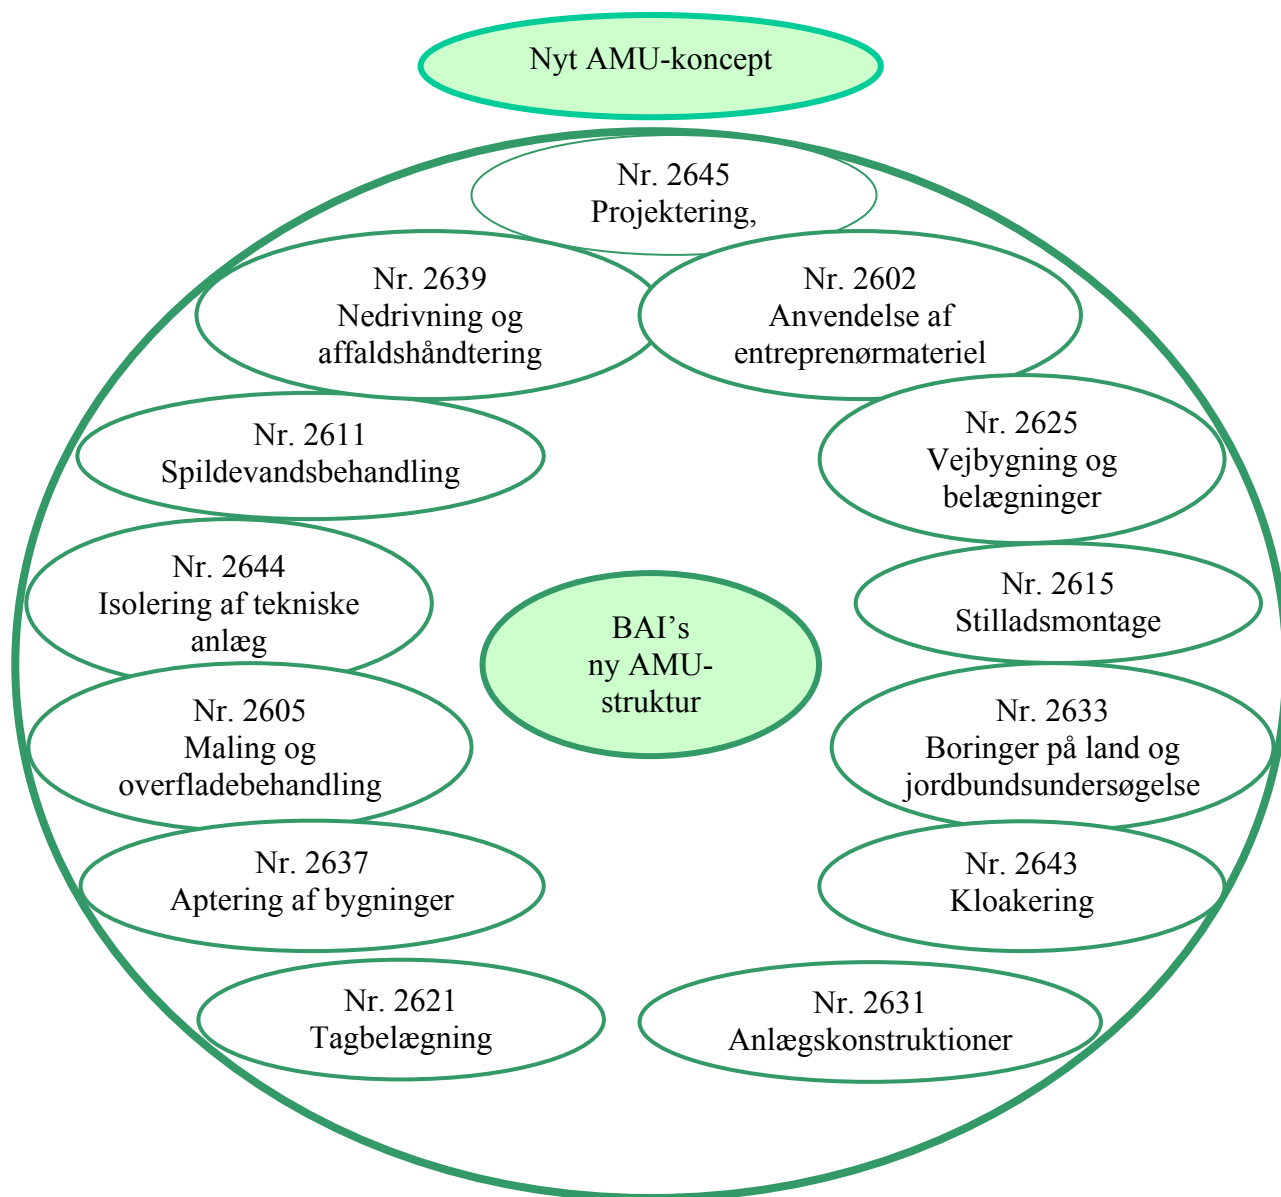 Nyt AMU-koncept
Nr. 2645
Projektering,
Nr. 2639
Nedrivning og
affaldshåndtering
Nr. 2602
Anvendelse af
entreprenørmateriel
Nr. 2611
Spildevandsbehandling
Nr. 2625
Vejbygning og
belægninger
Nr. 2644
Isolering af tekniske
anlæg
BAI’s
ny AMU-
struktur
Nr. 2615
Stilladsmontage
Nr. 2605
Maling og
overfladebehandling
Nr. 2633
Boringer på land og
jordbundsundersøgelse
Nr. 2637
Aptering af bygninger
Nr. 2643
Kloakering
Nr. 2621
Tagbelægning
Nr. 2631
Anlægskonstruktioner